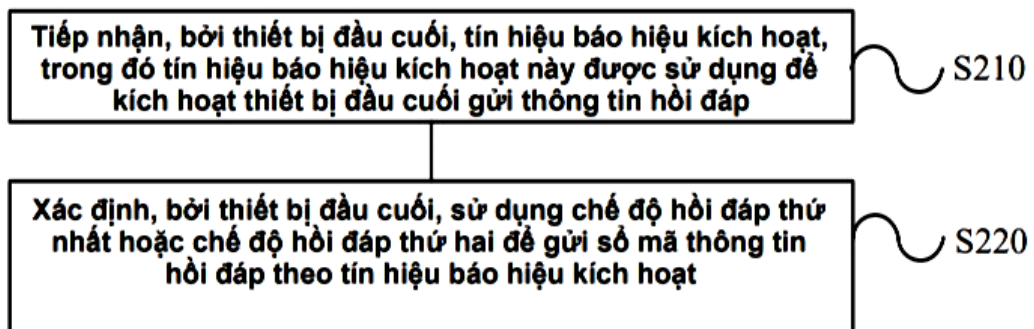 Tiếp nhận, bởi thiết bị đầu cuối, tín hiệu báo hiệu kích hoạt,
trong đó tín hiệu báo hiệu kích hoạt này được sử dụng để
kích hoạt thiết bị đầu cuối gửi thông tin hồi đáp
S210
Xác định, bởi thiết bị đầu cuối, sử dụng chế độ hồi đáp thứ
nhất hoặc chế độ hồi đáp thứ hai để gửi sổ mã thông tin
hồi đáp theo tín hiệu báo hiệu kích hoạt
S220